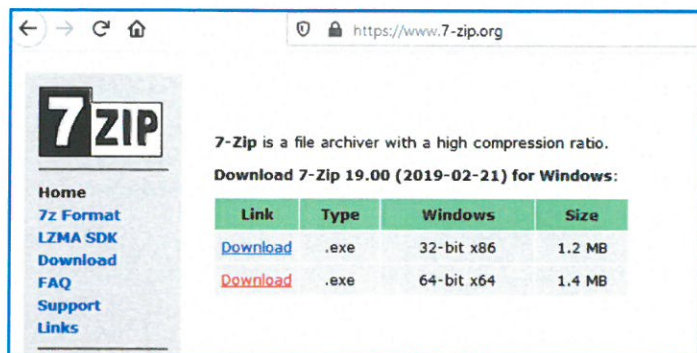 https://www.7-zip.org
7ZIP
Home
7z Format
LZMA SDK
Download
FAQ
Support
Links
7-Zip is a file archiver with a high compression ratio.
Download 7-Zip 19.00 (2019-02-21) for Windows:
Link Type Windows Size
Download .exe 32-bit x86 1.2 MB
Download .exe 64-bit x64 1.4 MB